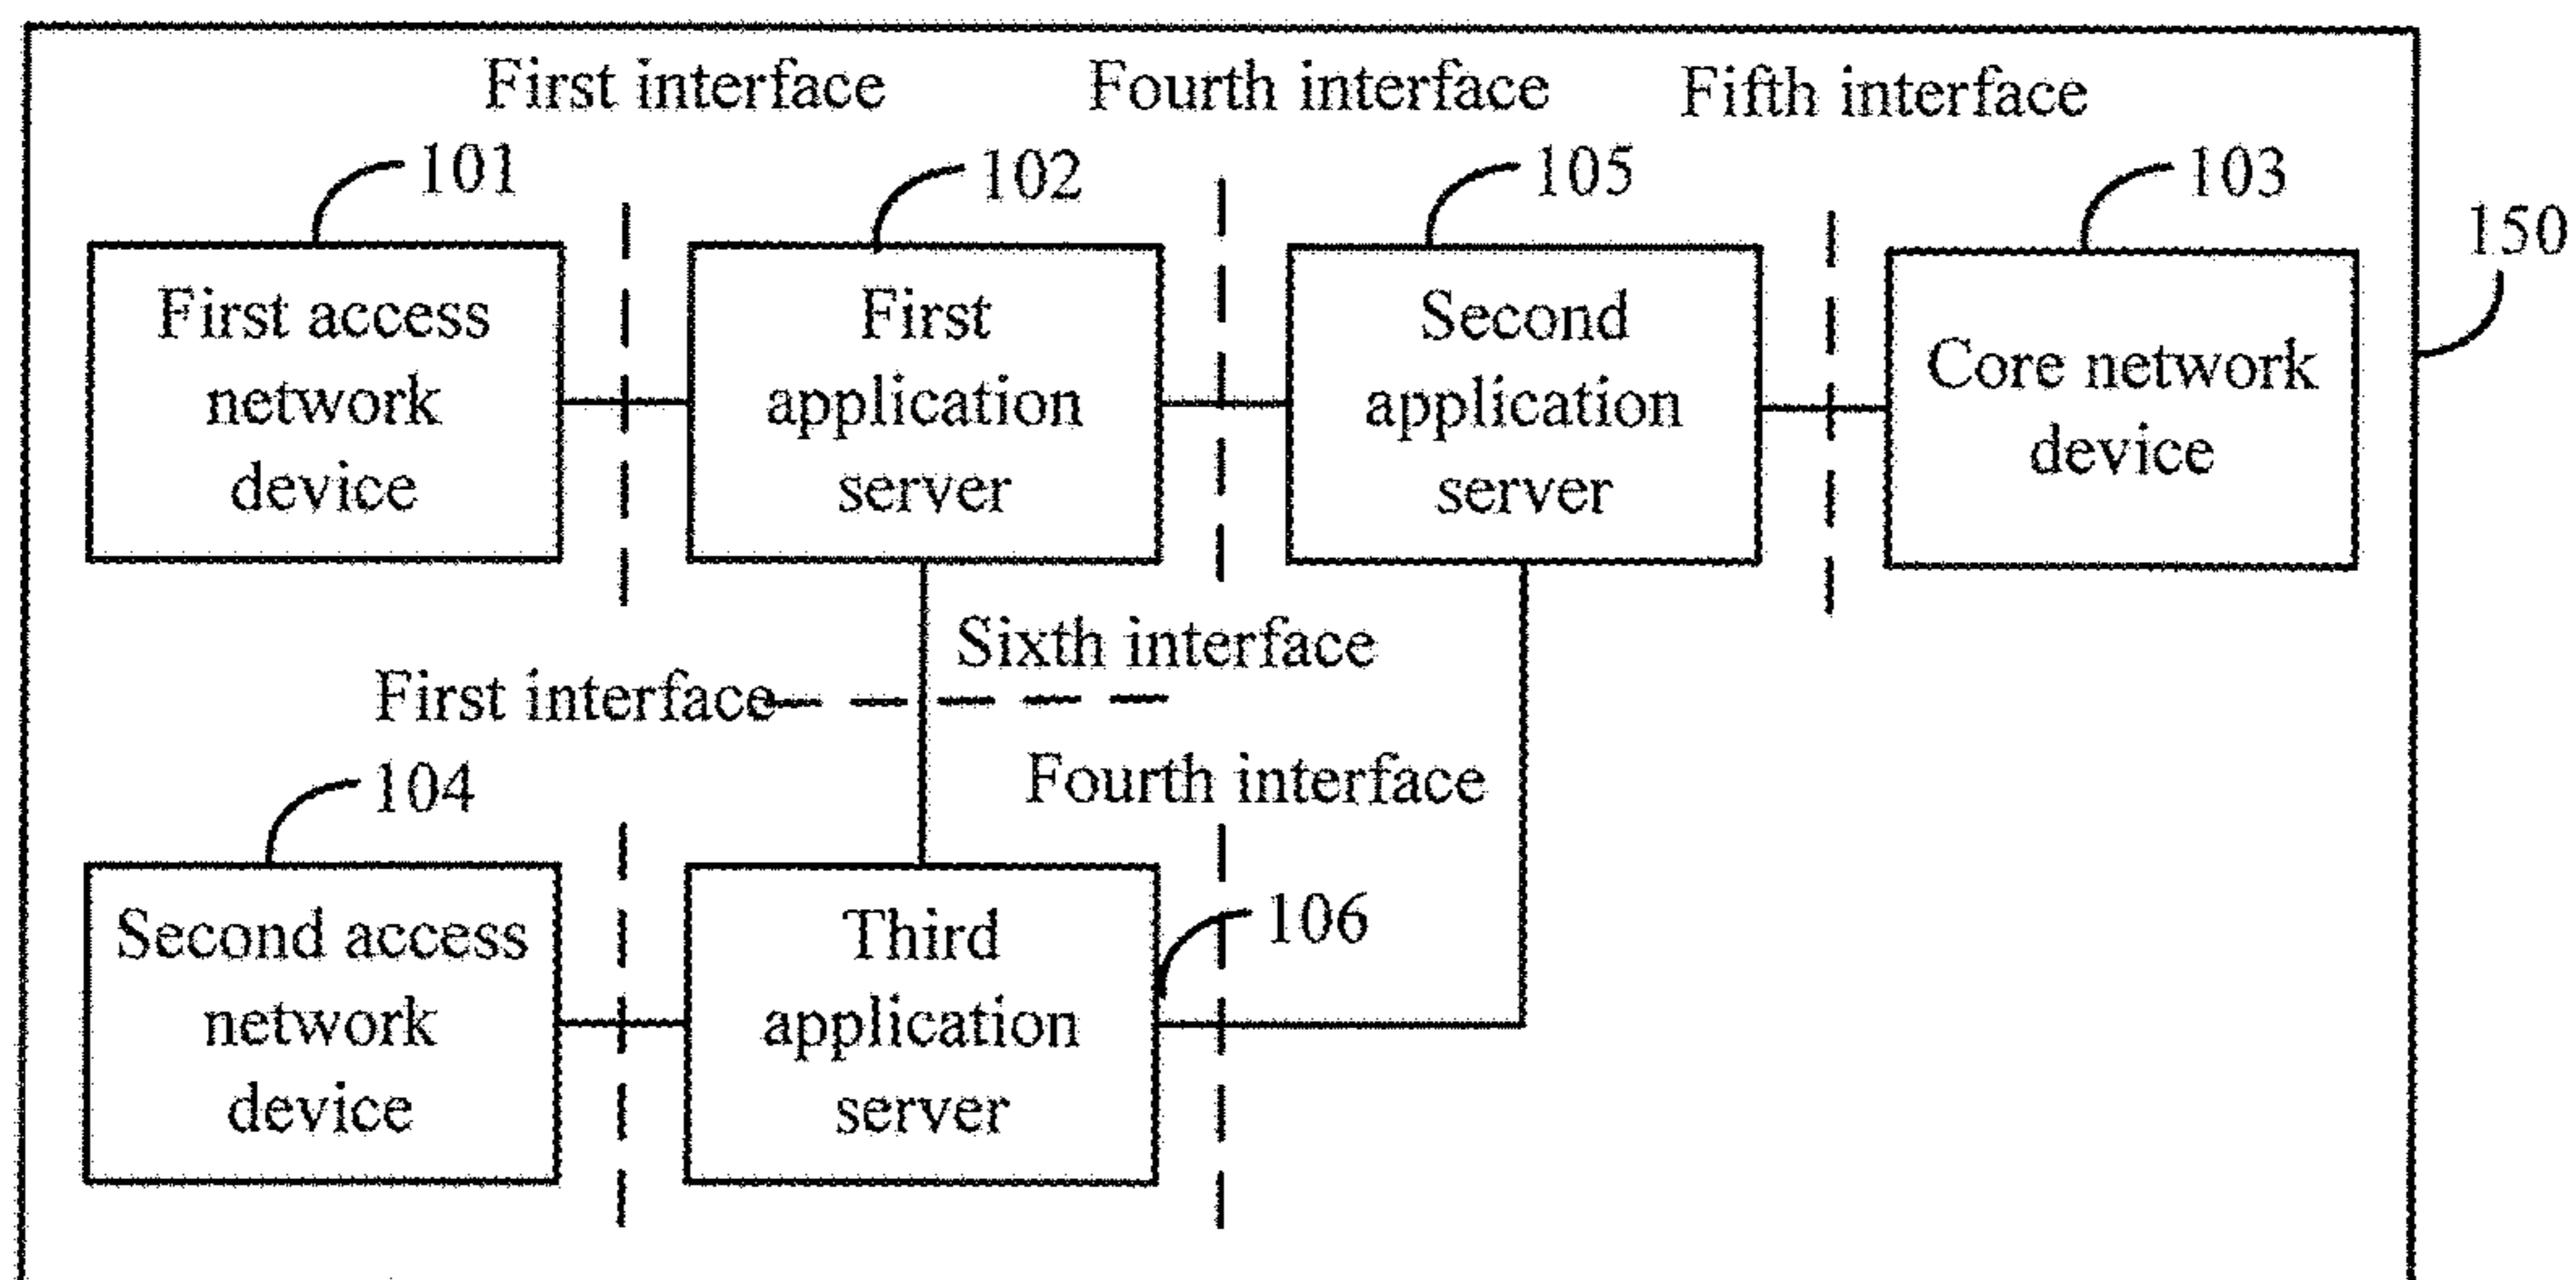 First interface
Fourth interface
Fifth interface
101
102
105
103
150
First access
network
device
First
application
server
Second
application
server
Core network
device
Sixth interface
First interface
Fourth interface
104
106
Second access
network
device
Third
application
server